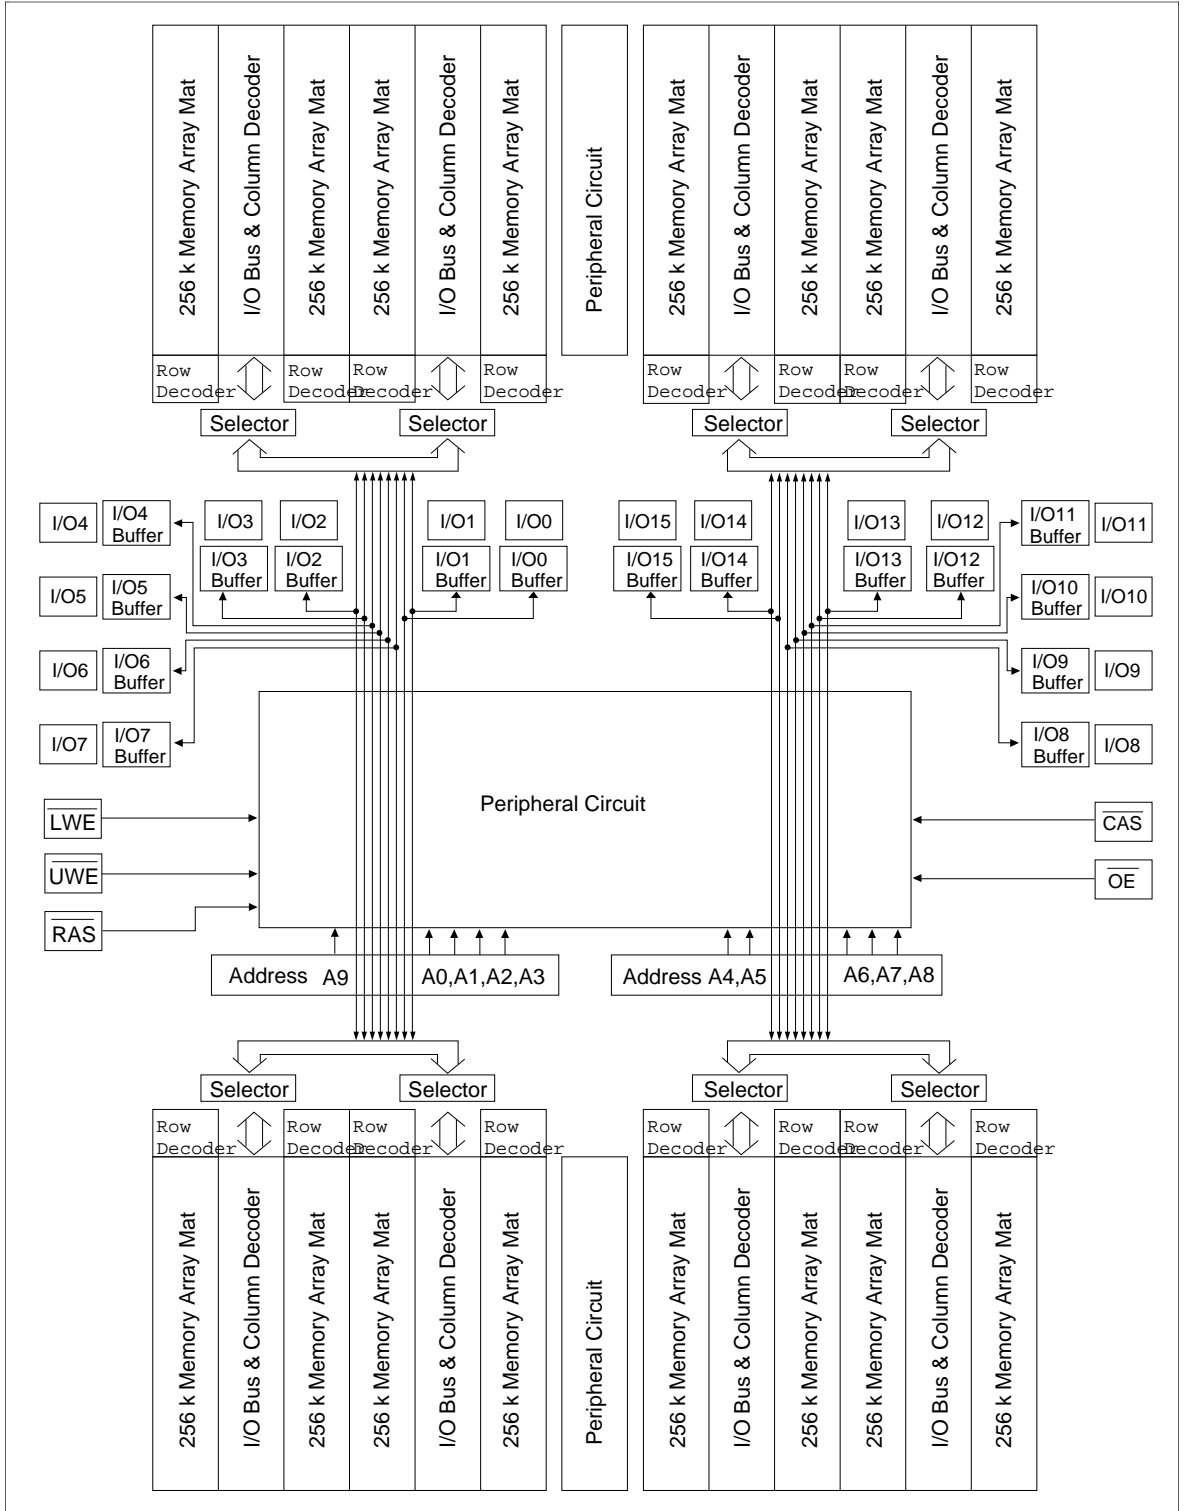 256 k Memory Array Mat
I/O Bus & Column Decoder
256 k Memory Array Mat
256 k Memory Array Mat
I/O Bus & Column Decoder
256 k Memory Array Mat
Peripheral Circuit
256 k Memory Array Mat
I/O Bus & Column Decoder
256 k Memory Array Mat
256 k Memory Array Mat
I/O Bus & Column Decoder
256 k Memory Array Mat
Row
Decoder
Row
Decoder
Row
Decoder
Row
Decoder
Row
Decoder
Row
Decoder
Row
Decoder
Row
Decoder
Selector
Selector
Selector
Selector
I/O4
I/O4
Buffer
I/O3
I/O3
Buffer
I/O2
I/O2
Buffer
I/O1
I/O1
Buffer
I/O0
I/O0
Buffer
I/O15
I/O15
Buffer
I/O14
I/O14
Buffer
I/O13
I/O13
Buffer
I/O12
I/O12
Buffer
I/O11
Buffer
I/O11
I/O5
I/O5
Buffer
I/O10
Buffer
I/O10
I/O6
I/O6
Buffer
I/O9
Buffer
I/O9
I/O7
I/O7
Buffer
I/O8
Buffer
I/O8
Peripheral Circuit
LWE
CAS
UWE
OE
RAS
Address A9 A0,A1,A2,A3
Address A4,A5 A6,A7,A8
Selector
Selector
Selector
Selector
Row
Decoder
Row
Decoder
Row
Decoder
Row
Decoder
Row
Decoder
Row
Decoder
Row
Decoder
Row
Decoder
256 k Memory Array Mat
I/O Bus & Column Decoder
256 k Memory Array Mat
256 k Memory Array Mat
I/O Bus & Column Decoder
256 k Memory Array Mat
Peripheral Circuit
256 k Memory Array Mat
I/O Bus & Column Decoder
256 k Memory Array Mat
256 k Memory Array Mat
I/O Bus & Column Decoder
256 k Memory Array Mat